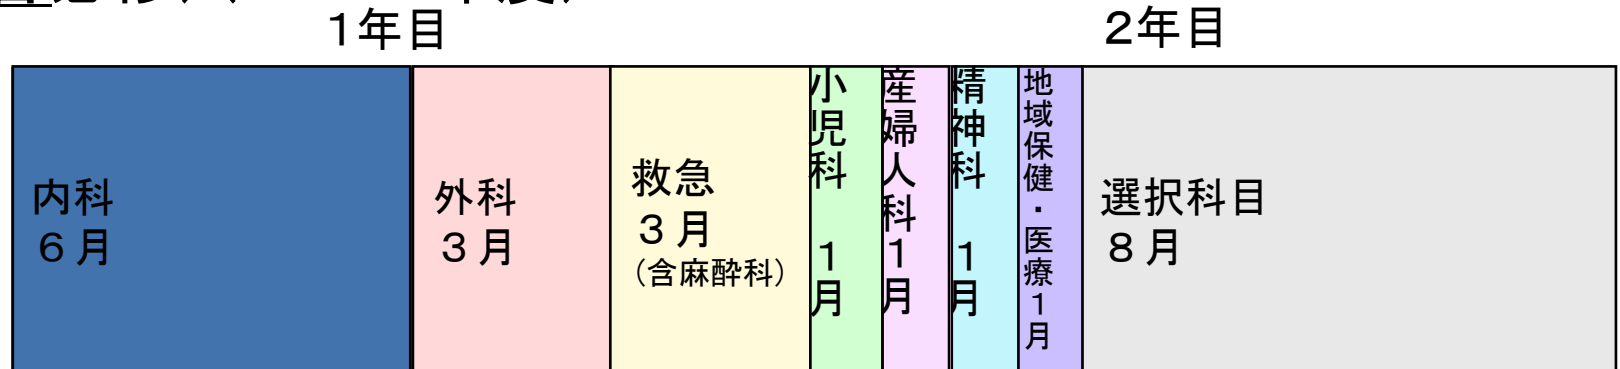 1年目
2年目
内科
6月
外科
3月
救急
3月
(含麻酔科)
小児科 1月
産婦人科1月
精神科 1月
地域保健・医療1月
選択科目
8月